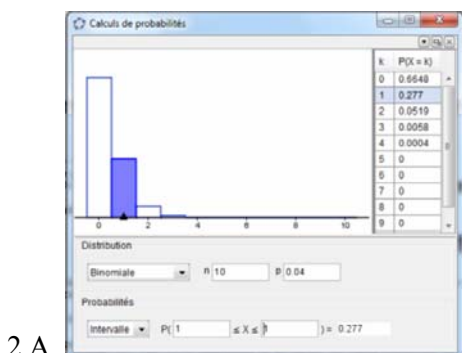 Calculs de probabilités
k P(X = k)
0 0.6648
1 0.277
2 0.0519
3 0.0058
4 0.0004
5 0
6 0
7 0
8 0
9 0
0 2 4 6 8 10
Distribution
Binomiale n 10 p 0.04
Probabilités
Intervalle P( 1 ≤ X ≤ 1 ) = 0.277
2.A